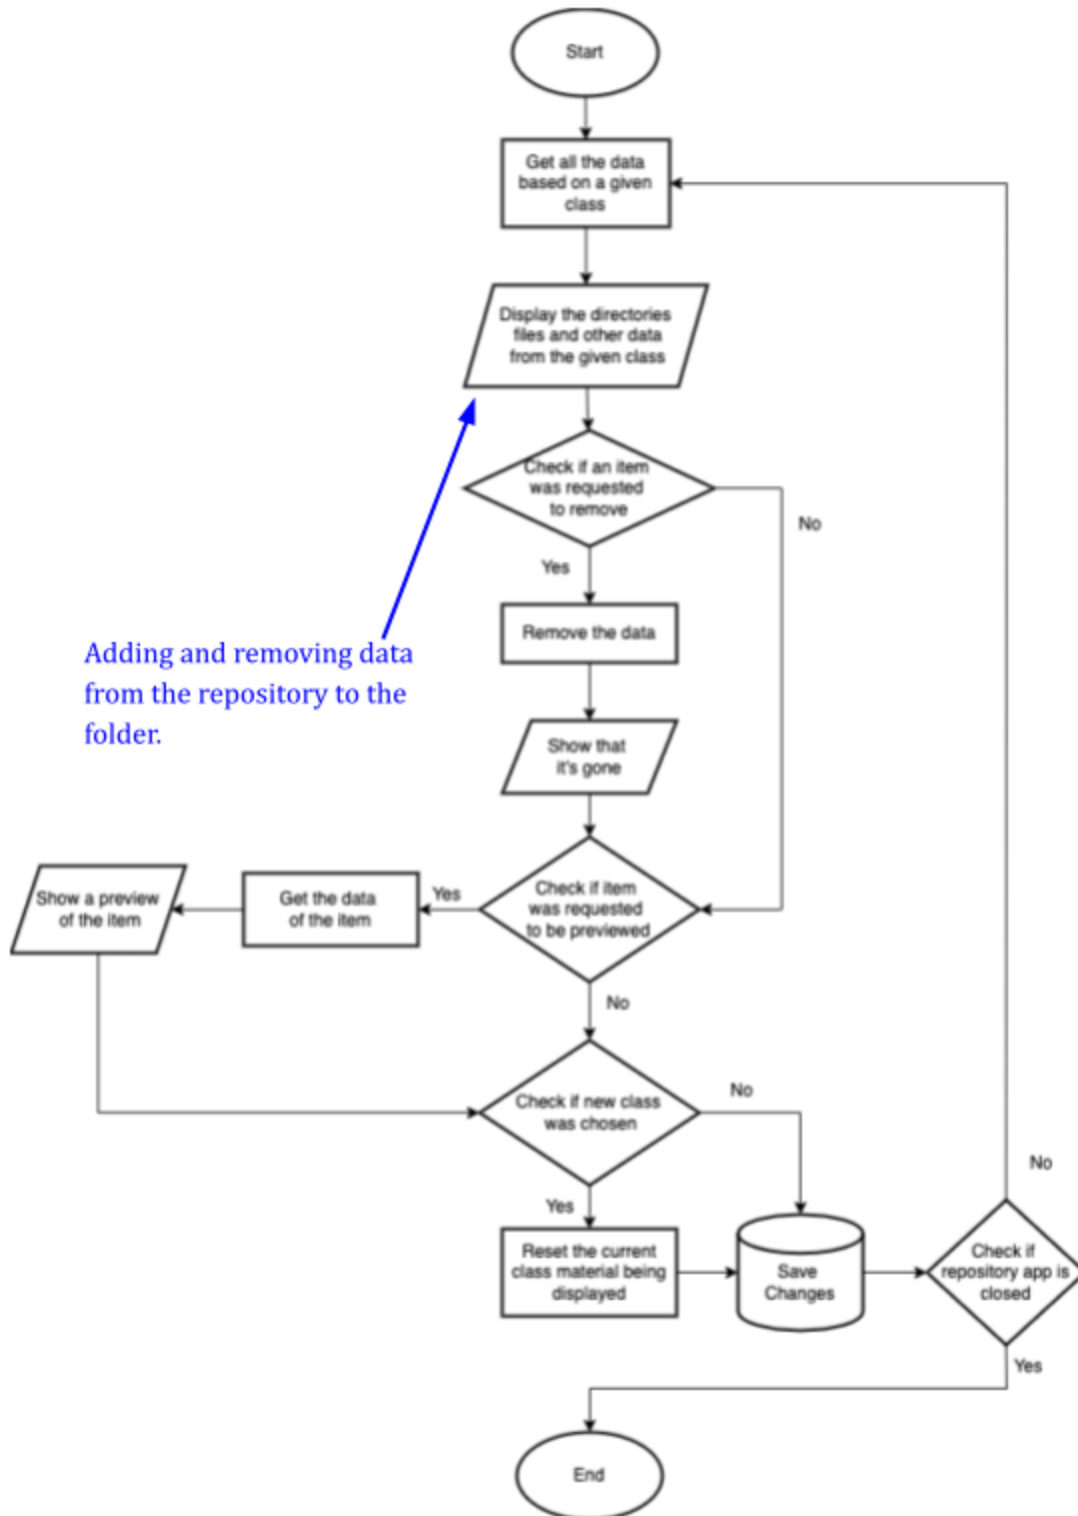 Start
Get all the data
based on a given
class
Display the directories
files and other data
from the given class
Check if an item
was requested
to remove
No
Yes
Remove the data
Adding and removing data
from the repository to the
folder.
Show that
it's gone
Show a preview
of the item
Get the data
of the item
Yes
Check if item
was requested
to be previewed
No
Check if new class
was chosen
No
No
Yes
Reset the current
class material being
displayed
Save
Changes
Check if
repository app is
closed
Yes
End